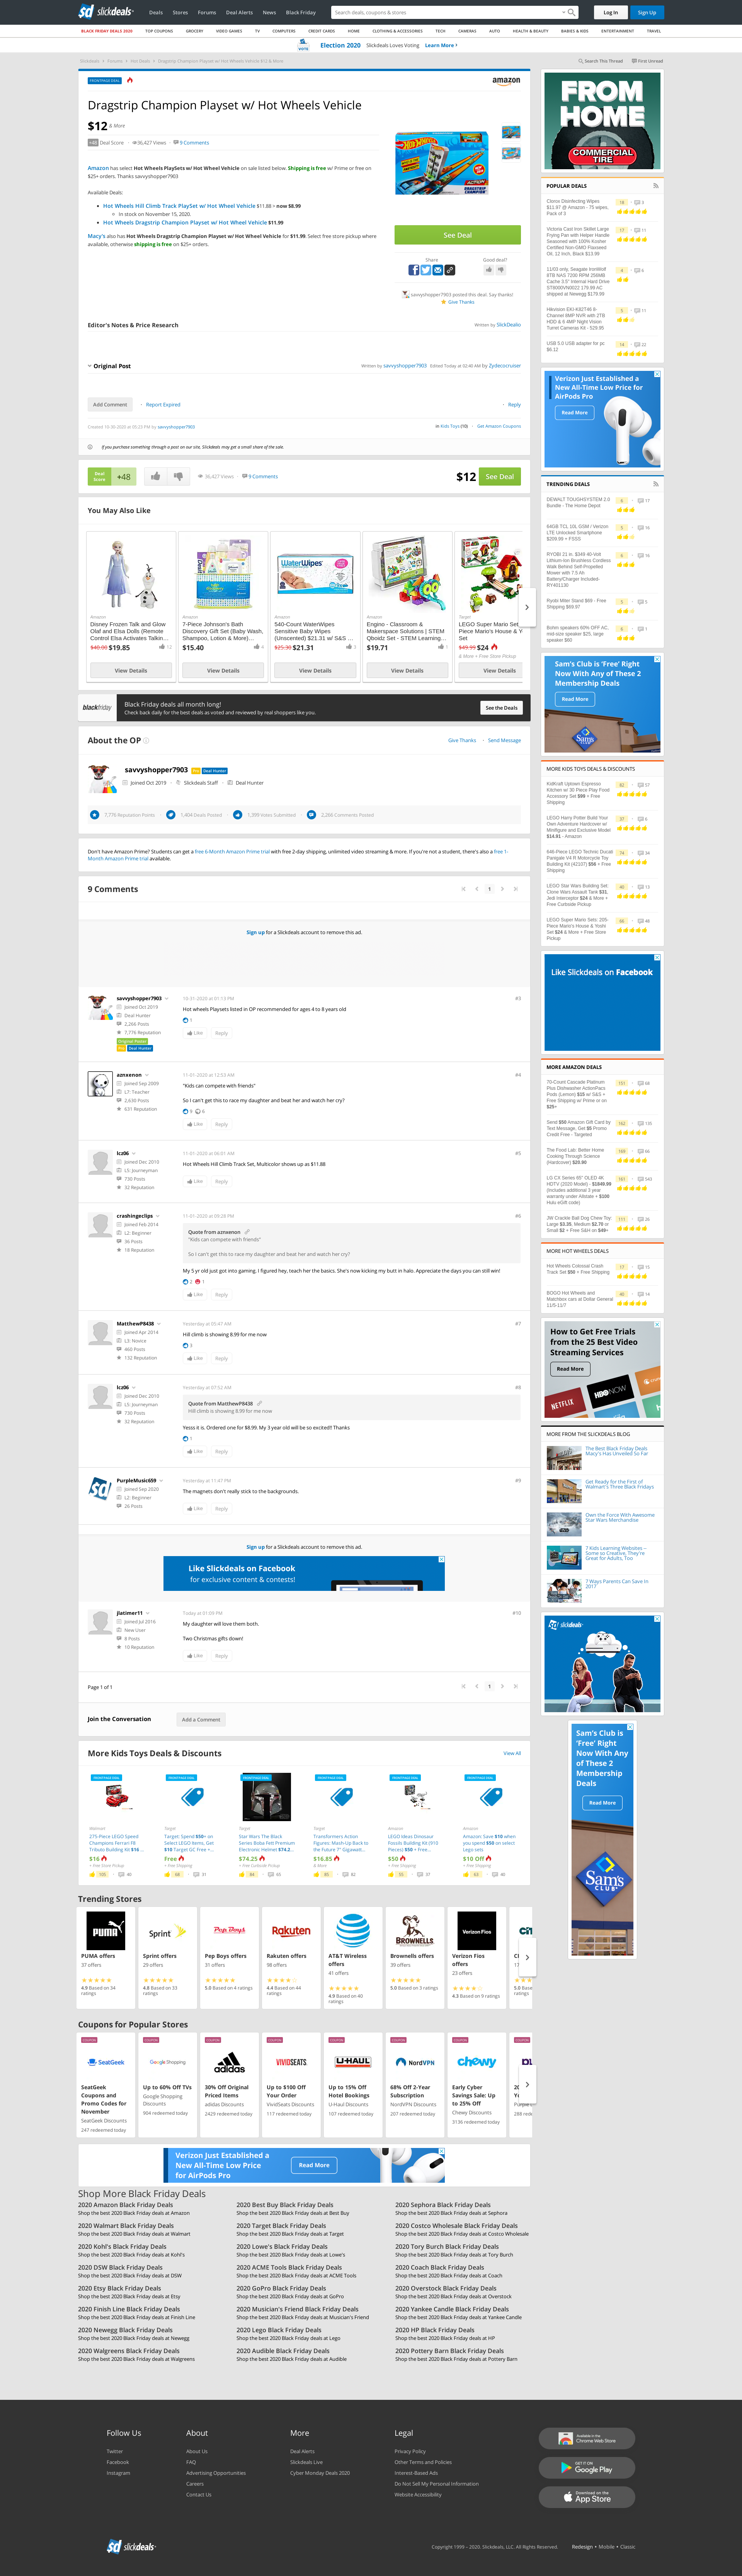 slickdeals
Deals Stores Forums Deal Alerts News Black Friday
Search deals, coupons & stores
Log In Sign Up
BLACK FRIDAY DEALS 2020 TOP COUPONS GROCERY VIDEO GAMES TV COMPUTERS CREDIT CARDS HOME CLOTHING & ACCESSORIES TECH CAMERAS AUTO HEALTH & BEAUTY BABIES & KIDS ENTERTAINMENT TRAVEL
VOTE Election 2020 Slickdeals Loves Voting Learn More
Slickdeals Forums Hot Deals Dragstrip Champion Playset w/ Hot Wheels Vehicle $12 & More
Search This Thread First Unread
FRONTPAGE DEAL
amazon
Dragstrip Champion Playset w/ Hot Wheels Vehicle
$12 & More
+48 Deal Score 36,427 Views 9 Comments
Amazon has select Hot Wheels PlaySets w/ Hot Wheel Vehicle on sale listed below. Shipping is free w/ Prime or on
$25+ orders. Thanks savvyshopper7903
Available Deals:
Hot Wheels Hill Climb Track PlaySet w/ Hot Wheel Vehicle $11.88 = now $8.99
In stock on November 15, 2020.
Hot Wheels Dragstrip Champion Playset w/ Hot Wheel Vehicle $11.99
Macy's also has Hot Wheels Dragstrip Champion Playset w/ Hot Wheel Vehicle for $11.99. Select free store pickup where
available, otherwise shipping is free on $25+ orders.
See Deal
Share Good deal?
savvyshopper7903 posted this deal. Say thanks!
Give Thanks
Editor's Notes & Price Research Written by SlickDealio
Original Post Written by savvyshopper7903 Edited Today at 02:49 AM by Zydecocruiser
Add Comment Report Expired Reply
Created 10-30-2020 at 05:23 PM by savvyshopper7903
in Kids Toys (10) Get Amazon Coupons
If you purchase something through a post on our site, Slickdeals may get a small share of the sale.
Deal Score +48 36,427 Views 9 Comments $12 See Deal
You May Also Like
Amazon
Disney Frozen Talk and Glow Olaf and Elsa Dolls (Remote Control Elsa Activates Talkin...
$40.00 $19.85 12
View Details
Amazon
7-Piece Johnson's Bath Discovery Gift Set (Baby Wash, Shampoo, Lotion & More)...
$15.40
View Details
Amazon
540-Count WaterWipes Sensitive Baby Wipes (Unscented) $21.31 w/ S&S ...
$25.30 $21.31 3
View Details
Amazon
Engino - Classroom & Makerspace Solutions | STEM Qboidz Set - STEM Learning...
$19.71 1
View Details
Target
LEGO Super Mario Set
Piece Mario's House & Y
Set
$49.99 $24
& More + Free Store Pickup
View Details
blackfriday
Black Friday deals all month long!
Check back daily for the best deals as voted and reviewed by real shoppers like you.
See the Deals
About the OP
Give Thanks Send Message
savvyshopper7903 Pro Deal Hunter
Joined Oct 2019 Slickdeals Staff Deal Hunter
7,776 Reputation Points 1,404 Deals Posted 1,399 Votes Submitted 2,266 Comments Posted
Don't have Amazon Prime? Students can get a free 6-Month Amazon Prime trial with free 2-day shipping, unlimited video streaming & more. If you're not a student, there's also a free 1-
Month Amazon Prime trial available.
9 Comments
1
Sign up for a Slickdeals account to remove this ad.
savvyshopper7903
Joined Oct 2019
Deal Hunter
2,266 Posts
7,776 Reputation
Original Poster
Pro Deal Hunter
10-31-2020 at 01:13 PM #3
Hot wheels Playsets listed in OP recommended for ages 4 to 8 years old
1
Like Reply
aznxenon
Joined Sep 2009
L7: Teacher
2,630 Posts
631 Reputation
11-01-2020 at 12:53 AM #4
"Kids can compete with friends"
So I can't get this to race my daughter and beat her and watch her cry?
9 6
Like Reply
lcz06
Joined Dec 2010
L5: Journeyman
730 Posts
32 Reputation
11-01-2020 at 06:01 AM #5
Hot Wheels Hill Climb Track Set, Multicolor shows up as $11.88
Like Reply
crashingeclips
Joined Feb 2014
L2: Beginner
36 Posts
18 Reputation
11-01-2020 at 09:28 PM #6
Quote from aznxenon
"Kids can compete with friends"
So I can't get this to race my daughter and beat her and watch her cry?
My 5 yr old just got into gaming, I figured hey, teach her the basics. She's now kicking my butt in halo. Appreciate the days you can still win!
2 1
Like Reply
MatthewP8438
Joined Apr 2014
L3: Novice
460 Posts
132 Reputation
Yesterday at 05:47 AM #7
Hill climb is showing 8.99 for me now
3
Like Reply
lcz06
Joined Dec 2010
L5: Journeyman
730 Posts
32 Reputation
Yesterday at 07:52 AM #8
Quote from MatthewP8438
Hill climb is showing 8.99 for me now
Yesss it is. Ordered one for $8.99. My 3 year old will be so excited!! Thanks
1
Like Reply
PurpleMusic659
Joined Sep 2020
L2: Beginner
26 Posts
Yesterday at 11:47 PM #9
The magnets don't really stick to the backgrounds.
Like Reply
Sign up for a Slickdeals account to remove this ad.
Like Slickdeals on Facebook
for exclusive content & contests!
Jlatimer11
Joined Jul 2016
New User
8 Posts
10 Reputation
Today at 01:05 PM #10
My daughter will love them both.
Two Christmas gifts down!
Like Reply
Page 1 of 1 1
Join the Conversation Add a Comment
More Kids Toys Deals & Discounts View All
Walmart
275-Piece LEGO Speed Champions Ferrari F8 Tributo Building Kit $16 ...
$16
+ Free Store Pickup
Target
Target: Spend $50+ on Select LEGO Items, Get $10 Target GC Free +...
Free
+ Free Shipping
Target
Star Wars The Black Series Boba Fett Premium Electronic Helmet $74.2...
$74.25
+ Free Curbside Pickup
Target
Transformers Action Figures: Mash-Up Back to the Future 7" Gigawatt...
$16.85
& More
Amazon
LEGO Ideas Dinosaur Fossils Building Kit (910 Pieces) $50 + Free...
$50
+ Free Shipping
Amazon
Amazon: Save $10 when you spend $50 on select Lego sets
$10 Off
+ Free Shipping
Trending Stores
PUMA offers
37 offers
4.9 Based on 34 ratings
Sprint offers
29 offers
4.8 Based on 33 ratings
Pep Boys offers
31 offers
5.0 Based on 4 ratings
Rakuten offers
98 offers
4.4 Based on 44 ratings
AT&T Wireless offers
41 offers
4.9 Based on 40 ratings
Brownells offers
39 offers
5.0 Based on 3 ratings
Verizon Fios offers
23 offers
4.3 Based on 9 ratings
Coupons for Popular Stores
COUPON
SeatGeek Coupons and Promo Codes for November
SeatGeek Discounts
247 redeemed today
Up to 60% Off TVs
Google Shopping Discounts
904 redeemed today
30% Off Original Priced Items
adidas Discounts
2429 redeemed today
Up to $100 Off Your Order
VividSeats Discounts
117 redeemed today
Up to 15% Off Hotel Bookings
U-Haul Discounts
107 redeemed today
68% Off 2-Year Subscription
NordVPN Discounts
207 redeemed today
Early Cyber Savings Sale: Up to 25% Off
Chewy Discounts
3136 redeemed today
Verizon Just Established a
New All-Time Low Price
for AirPods Pro
Read More
Shop More Black Friday Deals
2020 Amazon Black Friday Deals
Shop the best 2020 Black Friday deals at Amazon
2020 Best Buy Black Friday Deals
Shop the best 2020 Black Friday deals at Best Buy
2020 Sephora Black Friday Deals
Shop the best 2020 Black Friday deals at Sephora
2020 Walmart Black Friday Deals
Shop the best 2020 Black Friday deals at Walmart
2020 Target Black Friday Deals
Shop the best 2020 Black Friday deals at Target
2020 Costco Wholesale Black Friday Deals
Shop the best 2020 Black Friday deals at Costco Wholesale
2020 Kohl's Black Friday Deals
Shop the best 2020 Black Friday deals at Kohl's
2020 Lowe's Black Friday Deals
Shop the best 2020 Black Friday deals at Lowe's
2020 Tory Burch Black Friday Deals
Shop the best 2020 Black Friday deals at Tory Burch
2020 DSW Black Friday Deals
Shop the best 2020 Black Friday deals at DSW
2020 ACME Tools Black Friday Deals
Shop the best 2020 Black Friday deals at ACME Tools
2020 Coach Black Friday Deals
Shop the best 2020 Black Friday deals at Coach
2020 Etsy Black Friday Deals
Shop the best 2020 Black Friday deals at Etsy
2020 GoPro Black Friday Deals
Shop the best 2020 Black Friday deals at GoPro
2020 Overstock Black Friday Deals
Shop the best 2020 Black Friday deals at Overstock
2020 Finish Line Black Friday Deals
Shop the best 2020 Black Friday deals at Finish Line
2020 Musician's Friend Black Friday Deals
Shop the best 2020 Black Friday deals at Musician's Friend
2020 Yankee Candle Black Friday Deals
Shop the best 2020 Black Friday deals at Yankee Candle
2020 Newegg Black Friday Deals
Shop the best 2020 Black Friday deals at Newegg
2020 Lego Black Friday Deals
Shop the best 2020 Black Friday deals at Lego
2020 HP Black Friday Deals
Shop the best 2020 Black Friday deals at HP
2020 Walgreens Black Friday Deals
Shop the best 2020 Black Friday deals at Walgreens
2020 Audible Black Friday Deals
Shop the best 2020 Black Friday deals at Audible
2020 Pottery Barn Black Friday Deals
Shop the best 2020 Black Friday deals at Pottery Barn
FROM HOME
COMMERCIAL TIRE
POPULAR DEALS
Clorox Disinfecting Wipes $11.97 @ Amazon - 75 wipes, Pack of 3
Victoria Cast Iron Skillet Large Frying Pan with Helper Handle Seasoned with 100% Kosher Certified Non-GMO Flaxseed Oil, 12 Inch, Black $13.99
11/03 only, Seagate IronWolf 8TB NAS 7200 RPM 256MB Cache 3.5" Internal Hard Drive ST8000VN0022 179.99 AC shipped at Newegg $179.99
Hikvision EKI-K82T46 8-Channel 8MP NVR with 2TB HDD & 6 4MP Night Vision Turret Cameras Kit - 529.95
USB 5.0 USB adapter for pc $6.12
Verizon Just Established a
New All-Time Low Price for
AirPods Pro
Read More
TRENDING DEALS
DEWALT TOUGHSYSTEM 2.0 Bundle - The Home Depot
64GB TCL 10L GSM / Verizon LTE Unlocked Smartphone $209.99 + FSSS
RYOBI 21 in. $349 40-Volt Lithium-Ion Brushless Cordless Walk Behind Self-Propelled Mower with 7.5 Ah Battery/Charger Included-RY401130
Ryobi Miter Stand $69 - Free Shipping $69.97
Bohm speakers 60% OFF AC, mid-size speaker $25, large speaker $60
Sam's Club is 'Free' Right
Now With Any of These 2
Membership Deals
Read More
MORE KIDS TOYS DEALS & DISCOUNTS
KidKraft Uptown Espresso Kitchen w/ 30 Piece Play Food Accessory Set $99 + Free Shipping
LEGO Harry Potter Build Your Own Adventure Hardcover w/ Minifigure and Exclusive Model $14.91 - Amazon
646-Piece LEGO Technic Ducati Panigale V4 R Motorcycle Toy Building Kit (42107) $56 + Free Shipping
LEGO Star Wars Building Set: Clone Wars Assault Tank $31, Jedi Interceptor $24 & More + Free Curbside Pickup
LEGO Super Mario Sets: 205-Piece Mario's House & Yoshi Set $24 & More + Free Store Pickup
Like Slickdeals on Facebook
MORE AMAZON DEALS
70-Count Cascade Platinum Plus Dishwasher ActionPacs Pods (Lemon) $15 w/ S&S + Free Shipping w/ Prime or on $25+
Send $50 Amazon Gift Card by Text Message, Get $5 Promo Credit Free - Targeted
The Food Lab: Better Home Cooking Through Science (Hardcover) $20.90
LG CX Series 65" OLED 4K HDTV (2020 Model) - $1849.99 (Includes additional 2 year warranty under Allstate + $100 Hulu eGift code)
JW Crackle Ball Dog Chew Toy: Large $3.35, Medium $2.70 or Small $2 + Free S&H on $49+
MORE HOT WHEELS DEALS
Hot Wheels Colossal Crash Track Set $50 + Free Shipping
BOGO Hot Wheels and Matchbox cars at Dollar General 11/5-11/7
How to Get Free Trials
from the 25 Best Video
Streaming Services
Read More
NETFLIX HBO NOW
MORE FROM THE SLICKDEALS BLOG
The Best Black Friday Deals Macy's Has Unveiled So Far
Get Ready for the First of Walmart's Three Black Fridays
Own the Force With Awesome Star Wars Merchandise
7 Kids Learning Websites – Some so Creative, They're Great for Adults, Too
7 Ways Parents Can Save In 2017
slickdeals
Sam's Club is
'Free' Right
Now With Any
of These 2
Membership
Deals
Read More
Sam's Club
Follow Us
Twitter
Facebook
Instagram
About
About Us
FAQ
Advertising Opportunities
Careers
Contact Us
More
Deal Alerts
Slickdeals Live
Cyber Monday Deals 2020
Legal
Privacy Policy
Other Terms and Policies
Interest-Based Ads
Do Not Sell My Personal Information
Website Accessibility
Available in the Chrome Web Store
GET IT ON Google Play
Download on the App Store
slickdeals
Copyright 1999 – 2020. Slickdeals, LLC. All Rights Reserved. Redesign • Mobile • Classic